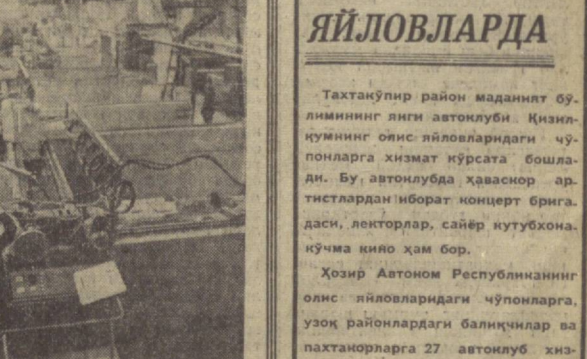 ЯЙЛОВЛАРДА
Тахтакўпир район маданият бў-
лимининг янги автоклуби Қизил-
қумнинг олис яйловларидаги чў-
понларга хизмат кўрсата бошла-
ди. Бу автоклубда ҳаваскор ар-
тистлардан иборат концерт брига-
даси, лекторлар, сайёр кутубхона,
кўчма кино ҳам бор.
Ҳозир Автоном Республиканинг
олис яйловларидаги чўпонларга,
узоқ районлардаги балиқчилар ва
пахтакорларга 27 автоклуб хиз-